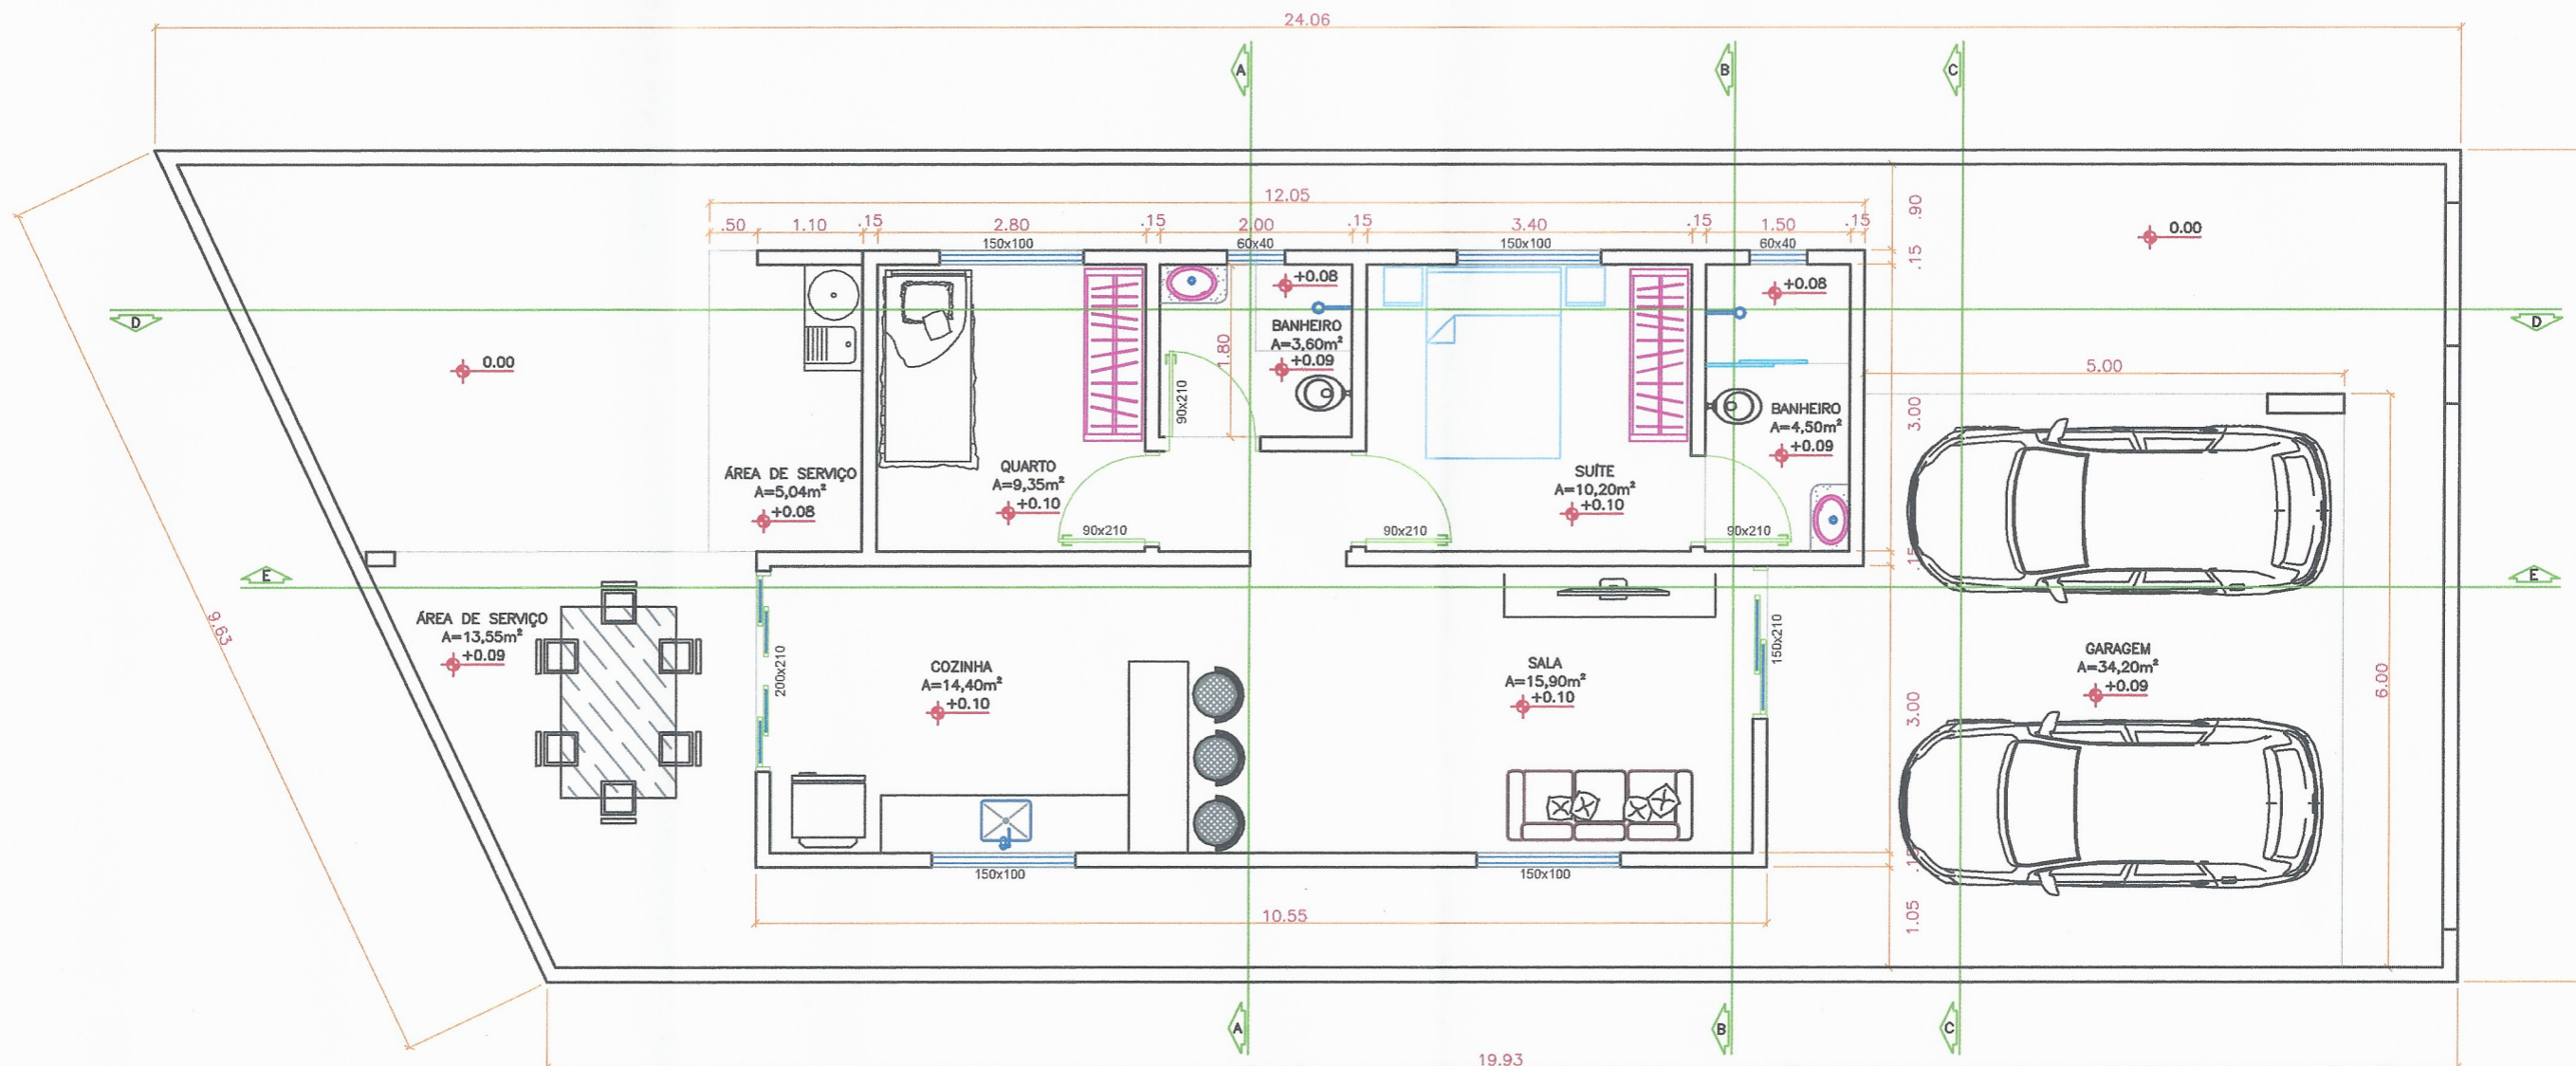 24.06
A
B
C
12.05
.50
1.10
.15
2.80
.15
2.00
.15
3.40
.15
1.50
.15
150x100
60x40
150x100
60x40
.90
.15
0.00
+0.08
+0.08
D
D
BANHEIRO
A=3,60m²
+0.09
1.80
90x210
0.00
5.00
BANHEIRO
A=4,50m²
+0.09
3.00
ÁREA DE SERVIÇO
A=5,04m²
+0.08
QUARTO
A=9,35m²
+0.10
SUÍTE
A=10,20m²
+0.10
90x210
90x210
90x210
.15
E
E
ÁREA DE SERVIÇO
A=13,55m²
+0.09
9.63
200x210
COZINHA
A=14,40m²
+0.10
SALA
A=15,90m²
+0.10
150x210
GARAGEM
A=34,20m²
+0.09
6.00
3.00
.15
150x100
150x100
10.55
1.05
A
B
C
19.93